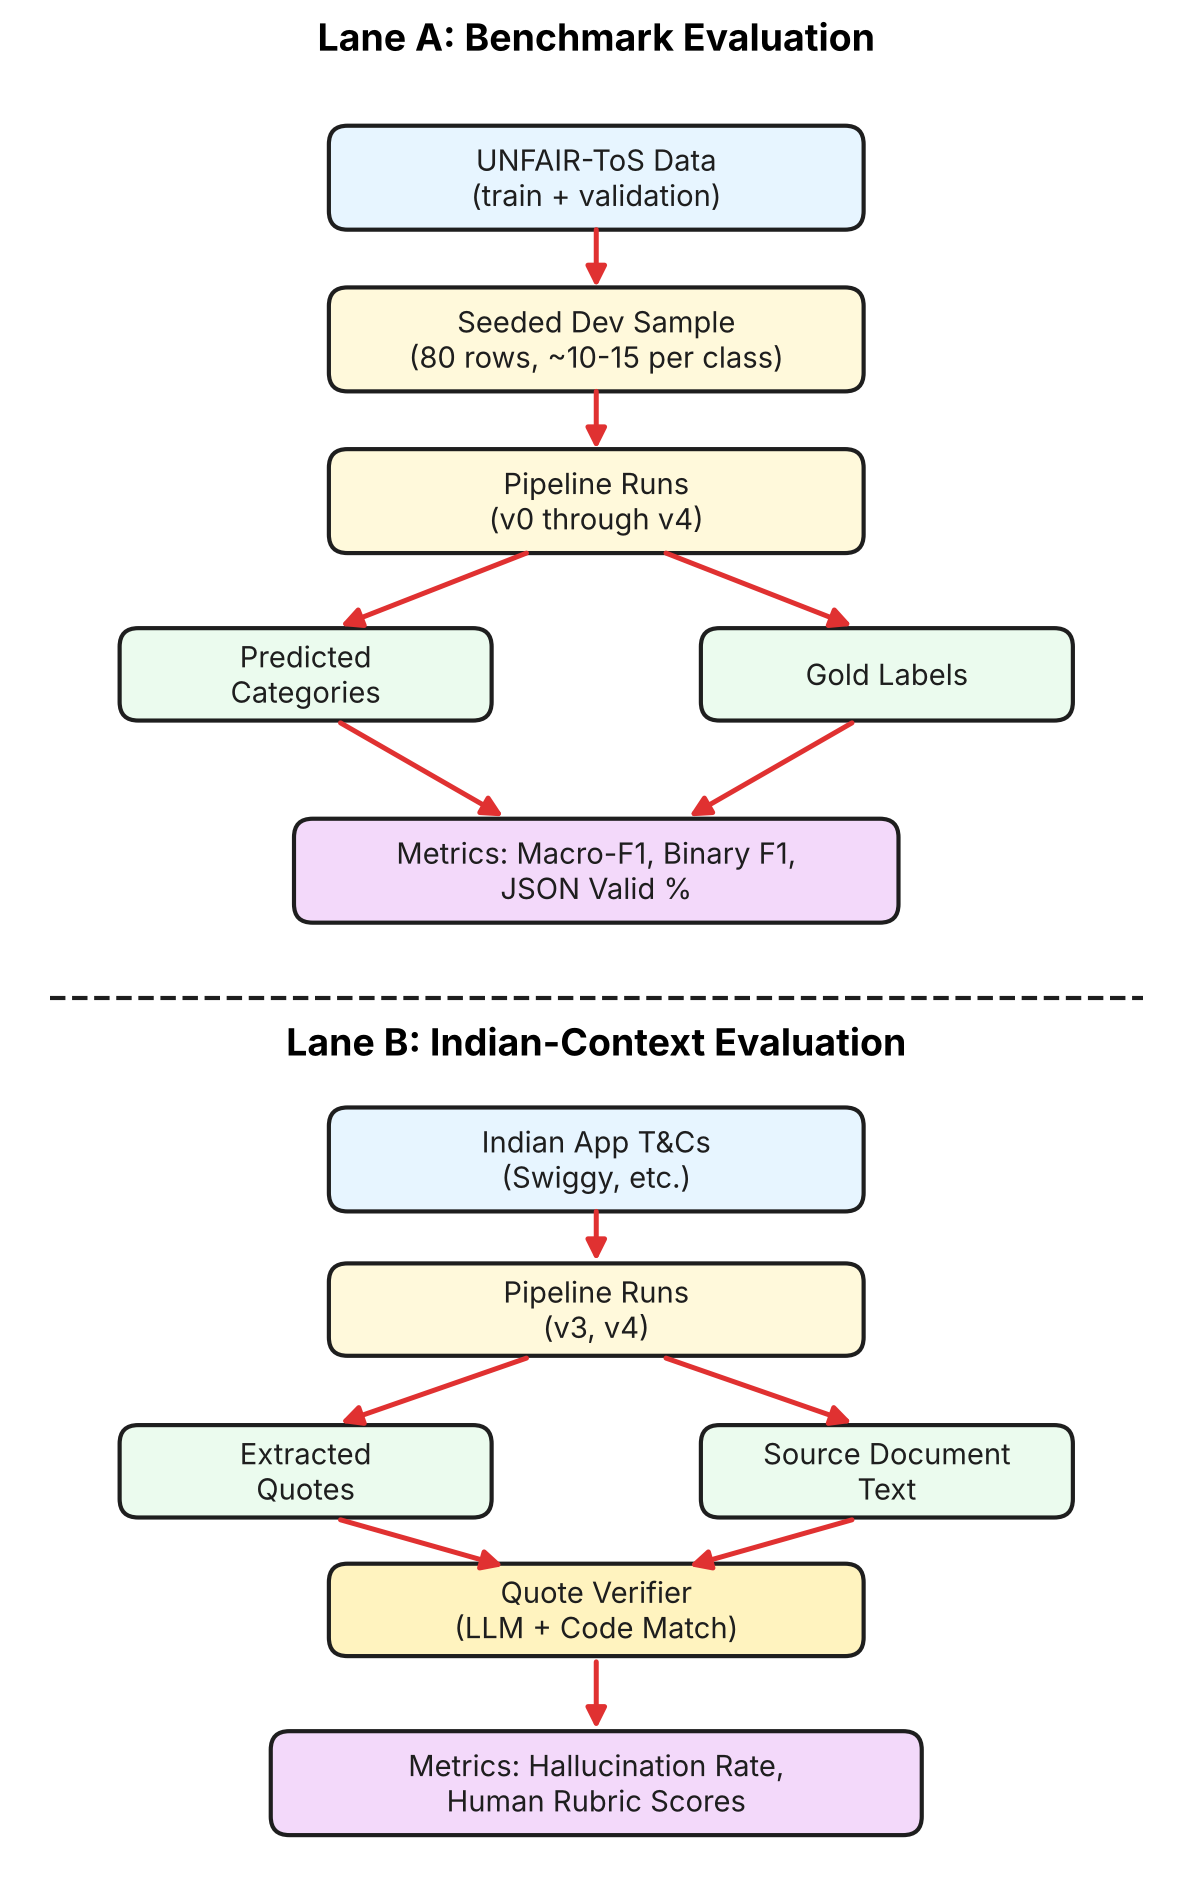 Lane A: Benchmark Evaluation
UNFAIR-ToS Data
(train + validation)
Seeded Dev Sample
(80 rows, ~10-15 per class)
Pipeline Runs
(v0 through v4)
Predicted
Categories
Gold Labels
Metrics: Macro-F1, Binary F1,
JSON Valid %
Lane B: Indian-Context Evaluation
Indian App T&Cs
(Swiggy, etc.)
Pipeline Runs
(v3, v4)
Extracted
Quotes
Source Document
Text
Quote Verifier
(LLM + Code Match)
Metrics: Hallucination Rate,
Human Rubric Scores